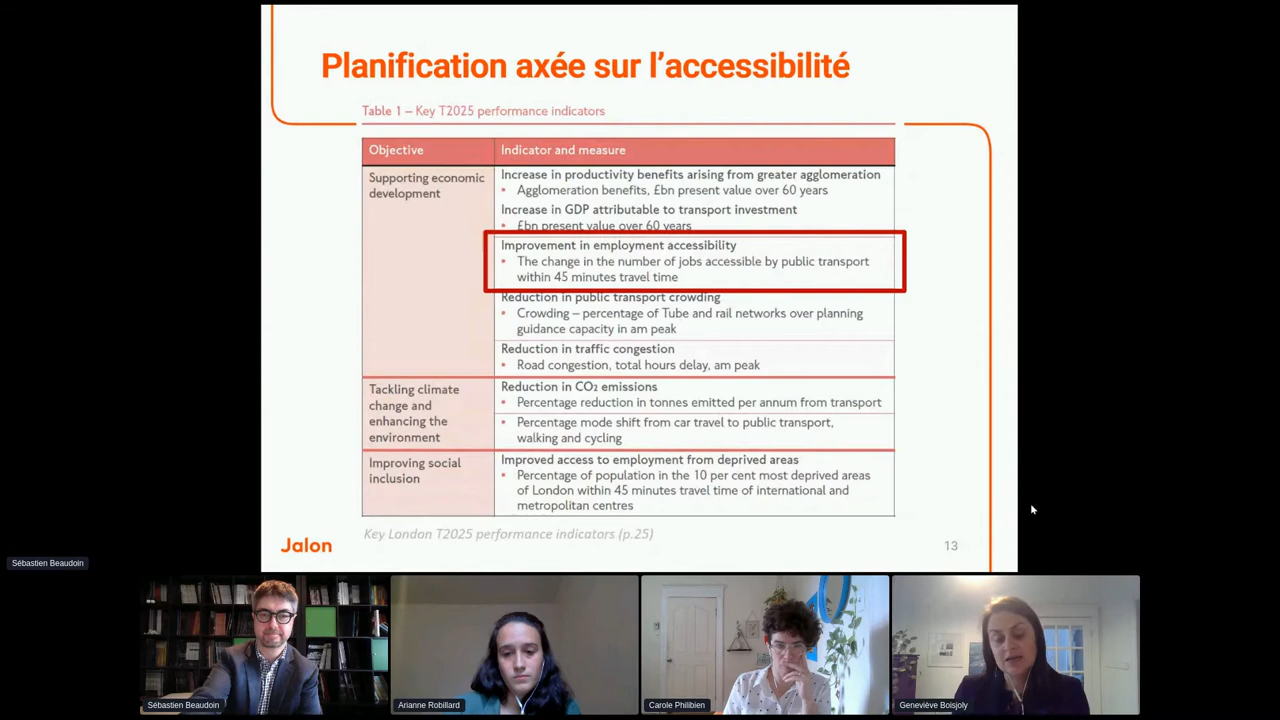 Planification axée sur l'accessibilité
Table 1 – Key T2025 performance indicators
Objective
Indicator and measure
Supporting economic
development
Increase in productivity benefits arising from greater agglomeration
• Agglomeration benefits, £bn present value over 60 years
Increase in GDP attributable to transport investment
• £bn present value over 60 years
Improvement in employment accessibility
• The change in the number of jobs accessible by public transport
within 45 minutes travel time
Reduction in public transport crowding
• Crowding – percentage of Tube and rail networks over planning
guidance capacity in am peak
Reduction in traffic congestion
• Road congestion, total hours delay, am peak
Tackling climate
change and
enhancing the
environment
Reduction in CO2 emissions
• Percentage reduction in tonnes emitted per annum from transport
• Percentage mode shift from car travel to public transport,
walking and cycling
Improving social
inclusion
Improved access to employment from deprived areas
• Percentage of population in the 10 per cent most deprived areas
of London within 45 minutes travel time of international and
metropolitan centres
Key London T2025 performance indicators (p.25)
Jalon
13
Sébastien Beaudoin
Sébastien Beaudoin
Arianne Robillard
Carole Philibien
Geneviève Boisjoly